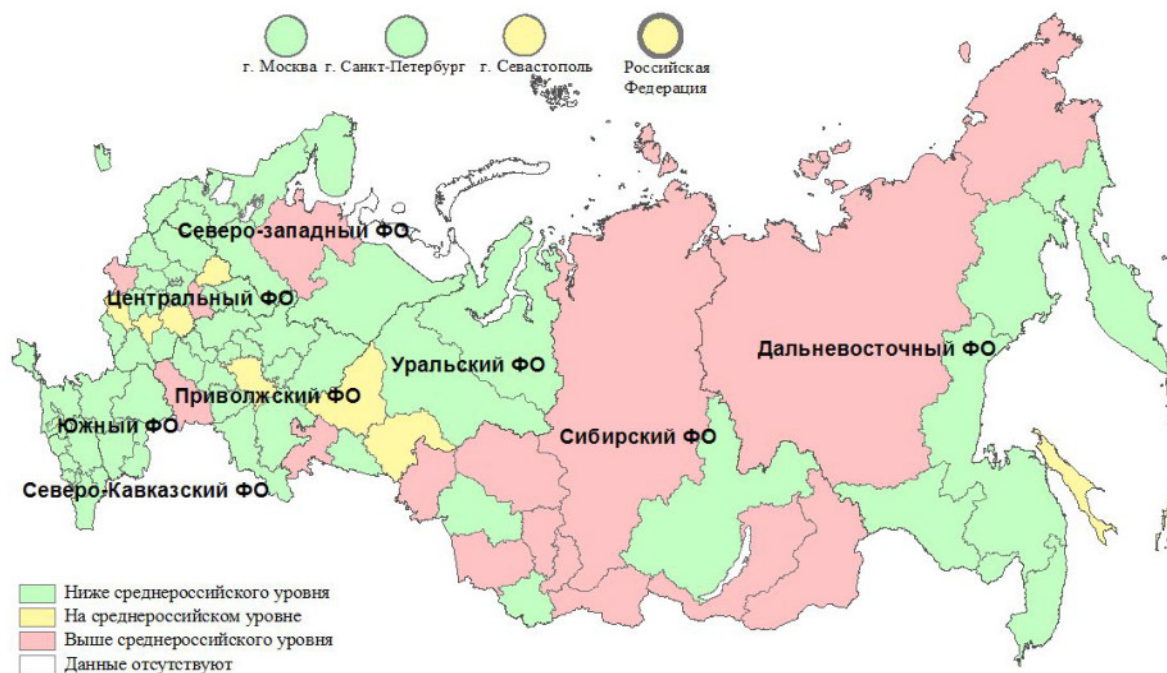 г. Москва г. Санкт-Петербург г. Севастополь Российская
Федерация
Северо-западный ФО
Центральный ФО
Дальневосточный ФО
Уральский ФО
Приволжский ФО
Южный ФО
Сибирский ФО
Северо-Кавказский ФО
Ниже среднероссийского уровня
На среднероссийском уровне
Выше среднероссийского уровня
Данные отсутствуют